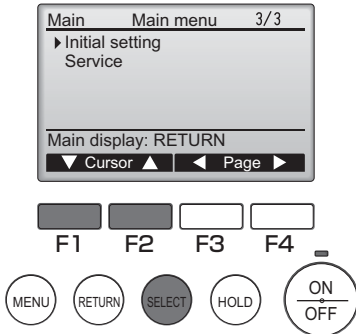 Main Main menu 3/3
Initial setting
Service
Main display: RETURN
▼ Cursor ▲ ◀ Page ▶
F1 F2 F3 F4
MENU RETURN SELECT HOLD ON
OFF